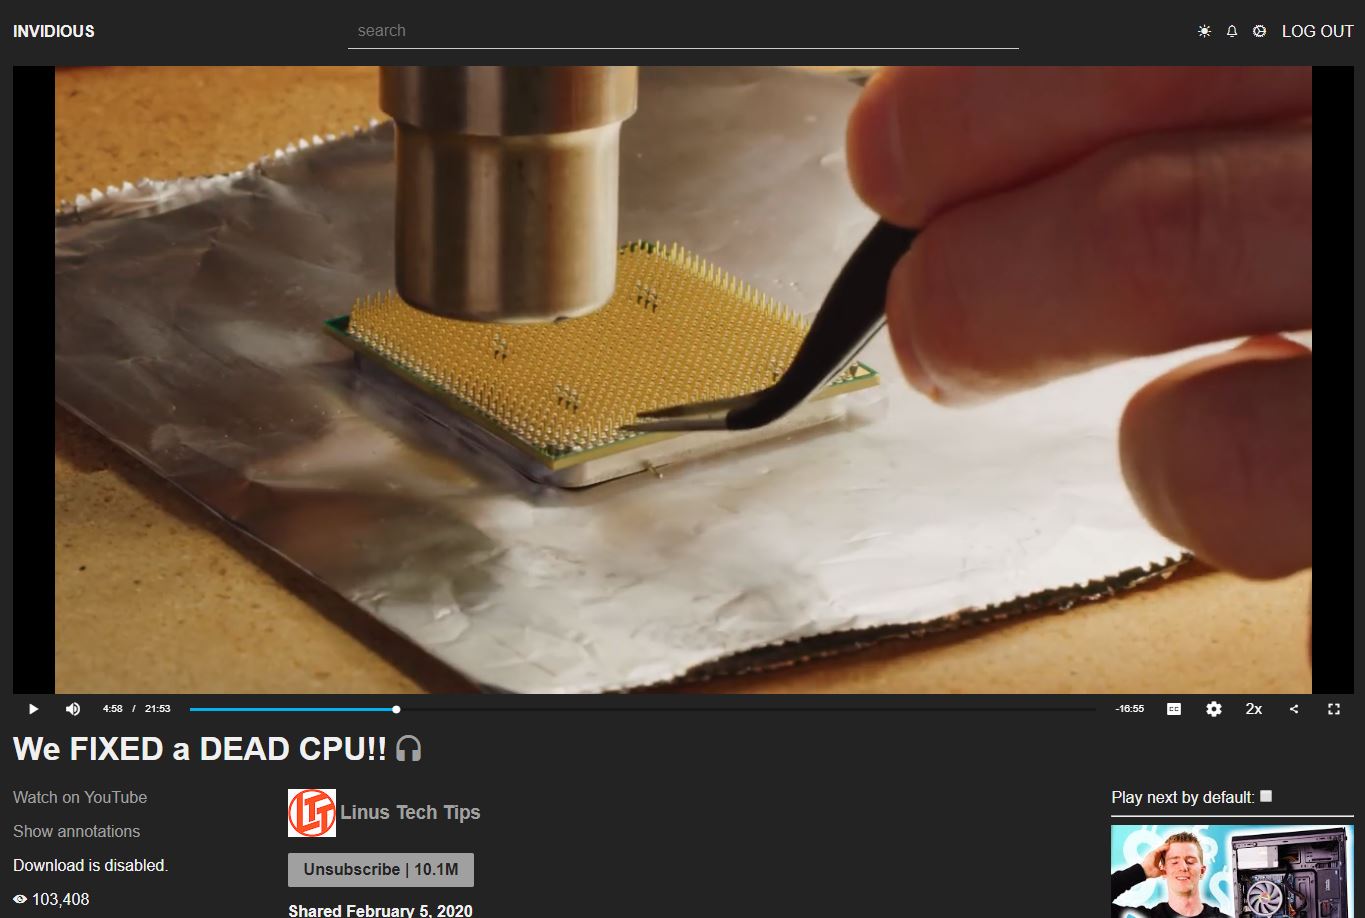 INVIDIOUS
search
LOG OUT
4:58 / 21:53
-16:55
CC
2x
We FIXED a DEAD CPU!!
Watch on YouTube
Show annotations
Download is disabled.
103,408
LTT
Linus Tech Tips
Unsubscribe | 10.1M
Shared February 5, 2020
Play next by default: